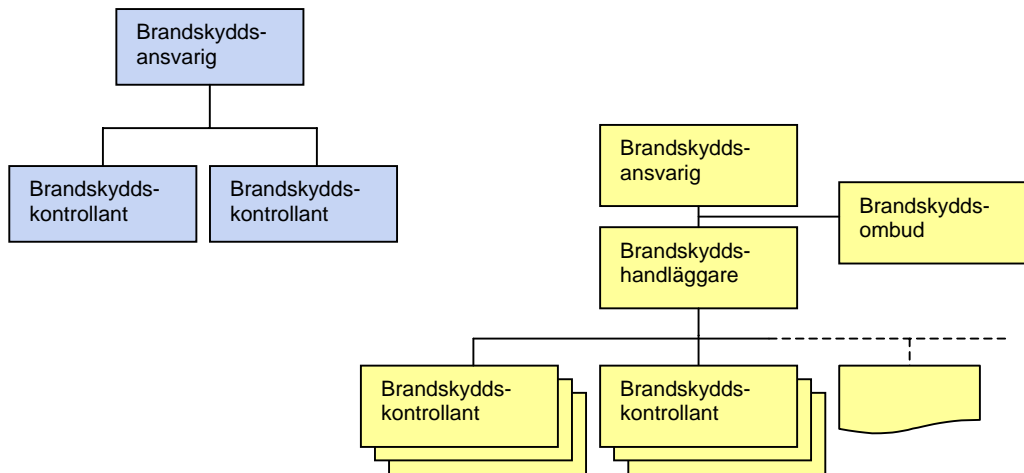 Brandskydds-
ansvarig
Brandskydds-
kontrollant
Brandskydds-
kontrollant
Brandskydds-
ansvarig
Brandskydds-
ombud
Brandskydds-
handläggare
Brandskydds-
kontrollant
Brandskydds-
kontrollant